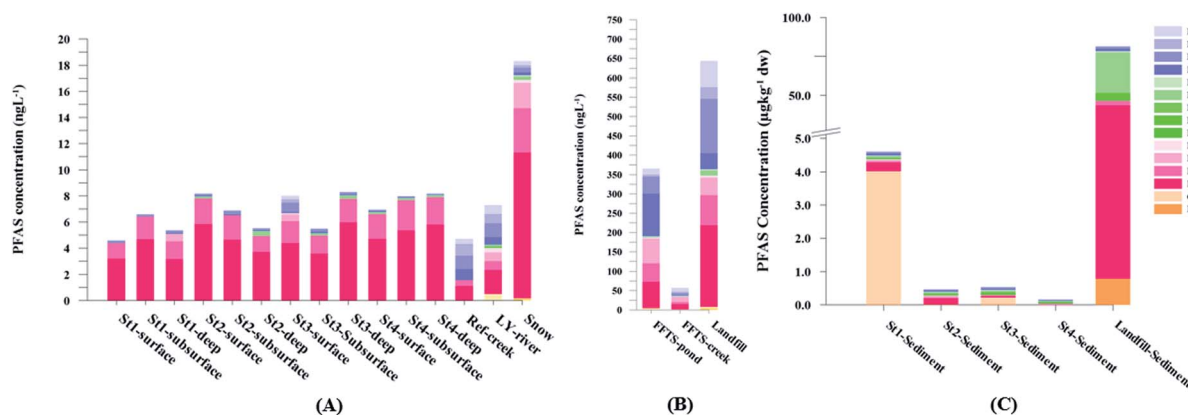 PFAS concentration (ngL⁻¹)
20
18
16
14
12
10
8
6
4
2
0
St1-surface
St1-subsurface
St1-deep
St2-surface
St2-subsurface
St2-deep
St3-surface
St3-Subsurface
St3-deep
St4-surface
St4-subsurface
St4-deep
Ref-creek
LY-river
Snow
(A)
PFAS concentration (ngL⁻¹)
750
700
650
600
550
500
450
400
350
300
250
200
150
100
50
0
FFTS-pond
FFTS-creek
Landfill
(B)
PFAS Concentration (µgkg⁻¹ dw)
100.0
50.0
5.0
4.0
3.0
2.0
1.0
0.0
St1-Sediment
St2-Sediment
St3-Sediment
St4-Sediment
Landfill-Sediment
(C)